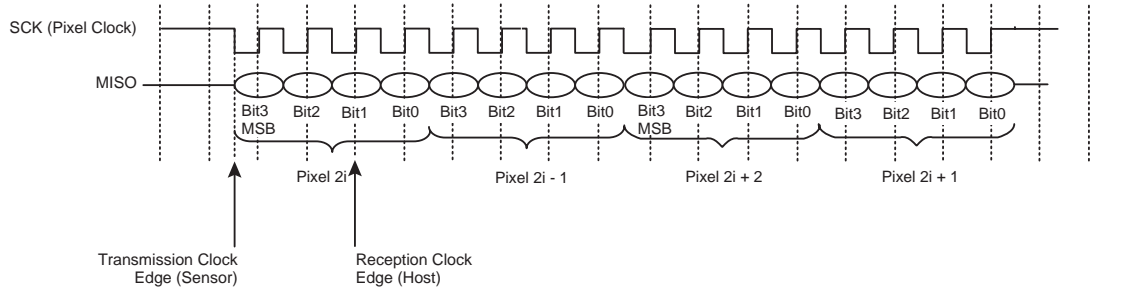 SCK (Pixel Clock)
MISO
Bit3 Bit2 Bit1 Bit0 Bit3 Bit2 Bit1 Bit0 Bit3 Bit2 Bit1 Bit0 Bit3 Bit2 Bit1 Bit0
MSB MSB
Pixel 2i Pixel 2i - 1 Pixel 2i + 2 Pixel 2i + 1
Transmission Clock
Edge (Sensor)
Reception Clock
Edge (Host)